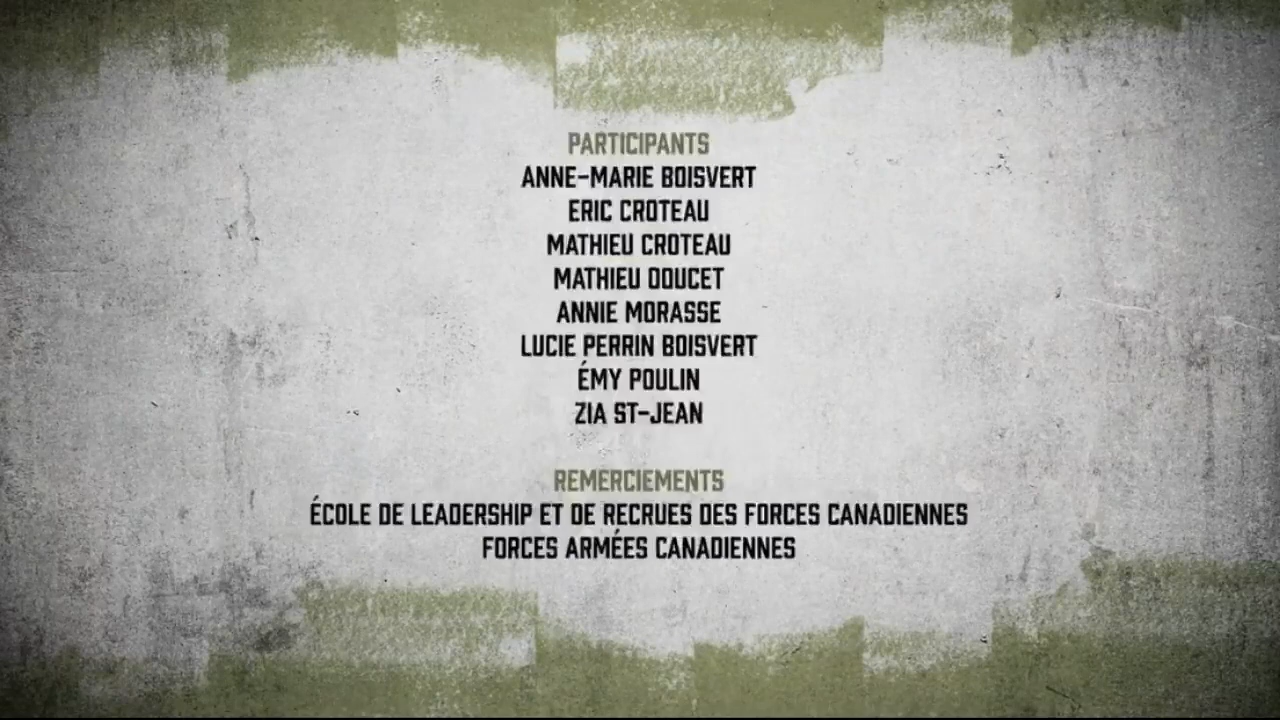 PARTICIPANTS
ANNE-MARIE BOISVERT
ERIC CROTEAU
MATHIEU CROTEAU
MATHIEU DOUCET
ANNIE MORASSE
LUCIE PERRIN BOISVERT
ÉMY POULIN
ZIA ST-JEAN
REMERCIEMENTS
ÉCOLE DE LEADERSHIP ET DE RECRUES DES FORCES CANADIENNES
FORCES ARMÉES CANADIENNES